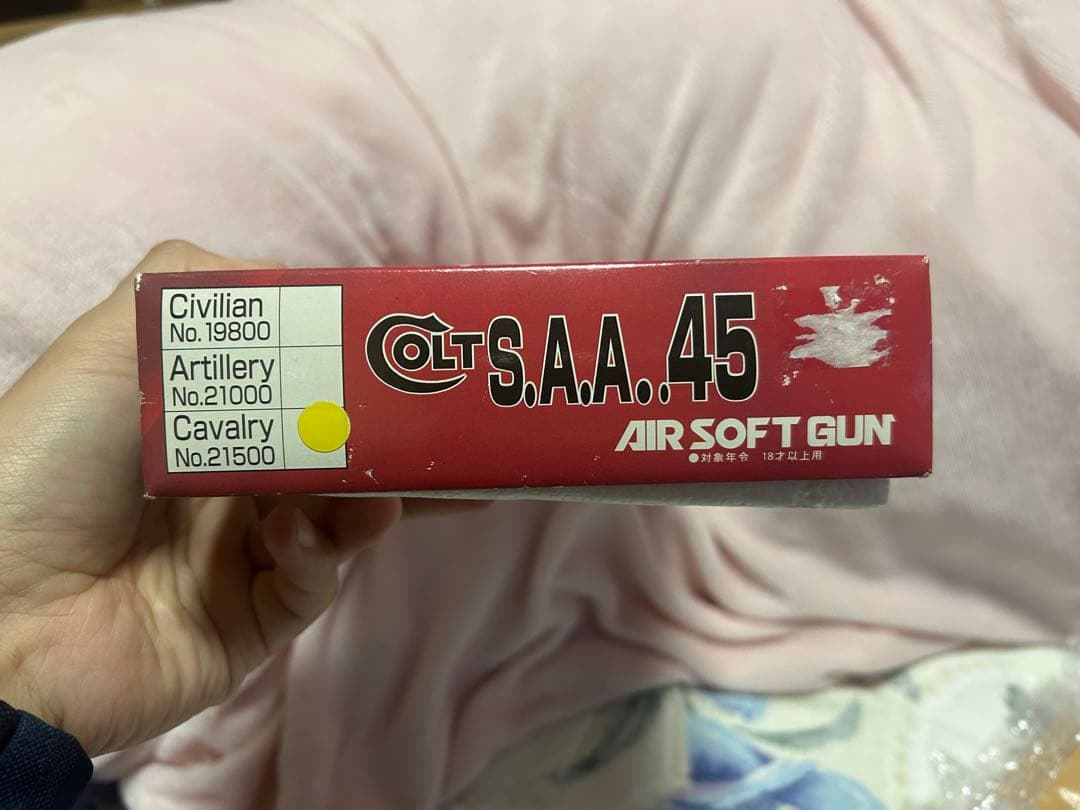 Civilian
No. 19800
Artillery
No.21000
Cavalry
No.21500
COLT S.A.A..45
AIR SOFT GUN
●対象年令 18才以上用